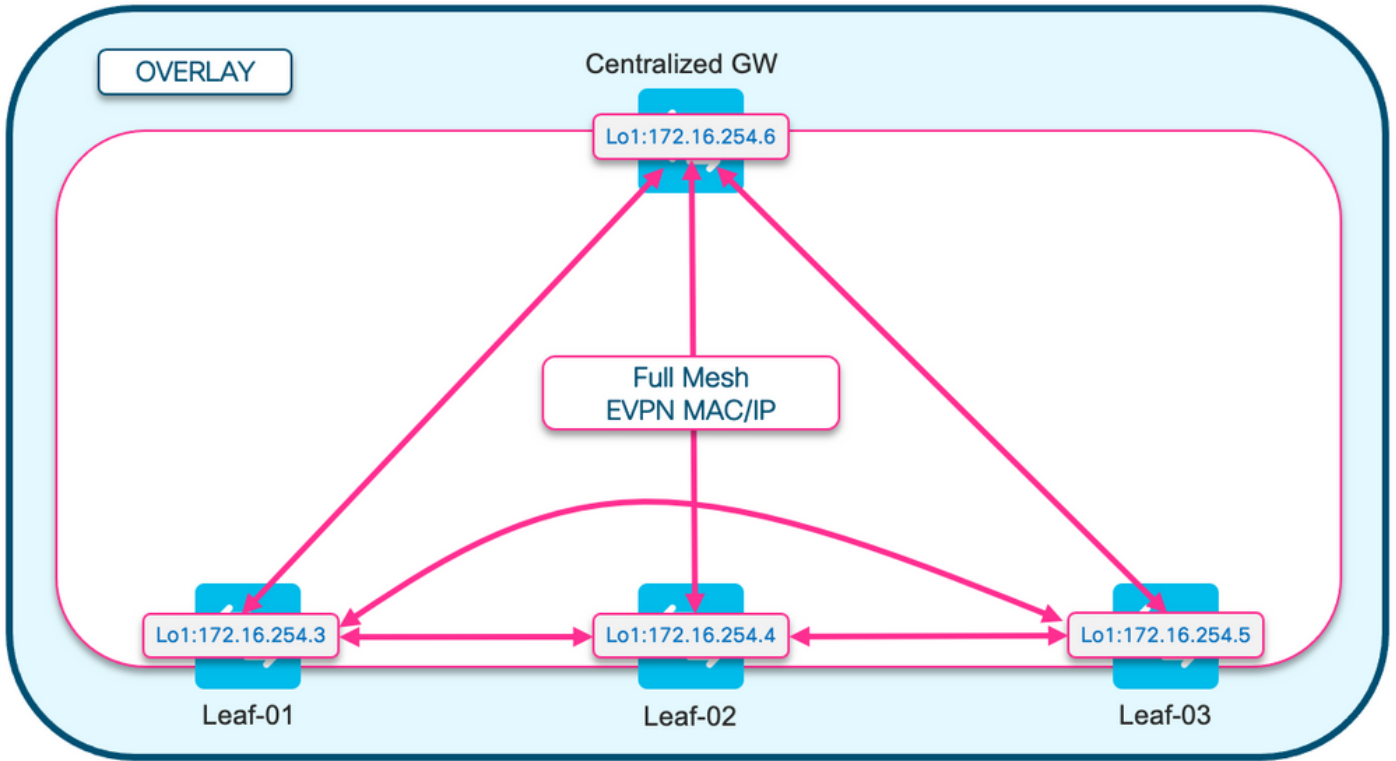 OVERLAY
Centralized GW
Lo1:172.16.254.6
Full Mesh
EVPN MAC/IP
Lo1:172.16.254.3
Lo1:172.16.254.4
Lo1:172.16.254.5
Leaf-01
Leaf-02
Leaf-03